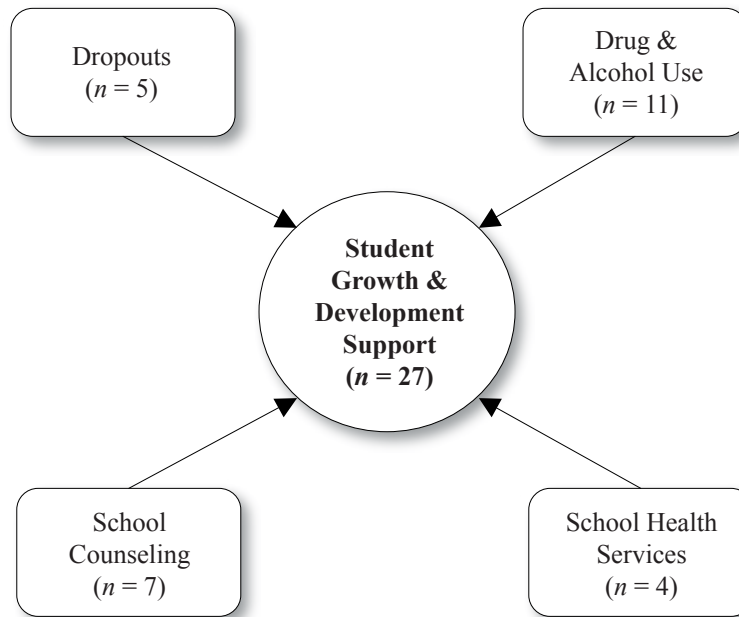 Dropouts
(n = 5)
Drug &
Alcohol Use
(n = 11)
Student
Growth &
Development
Support
(n = 27)
School
Counseling
(n = 7)
School Health
Services
(n = 4)